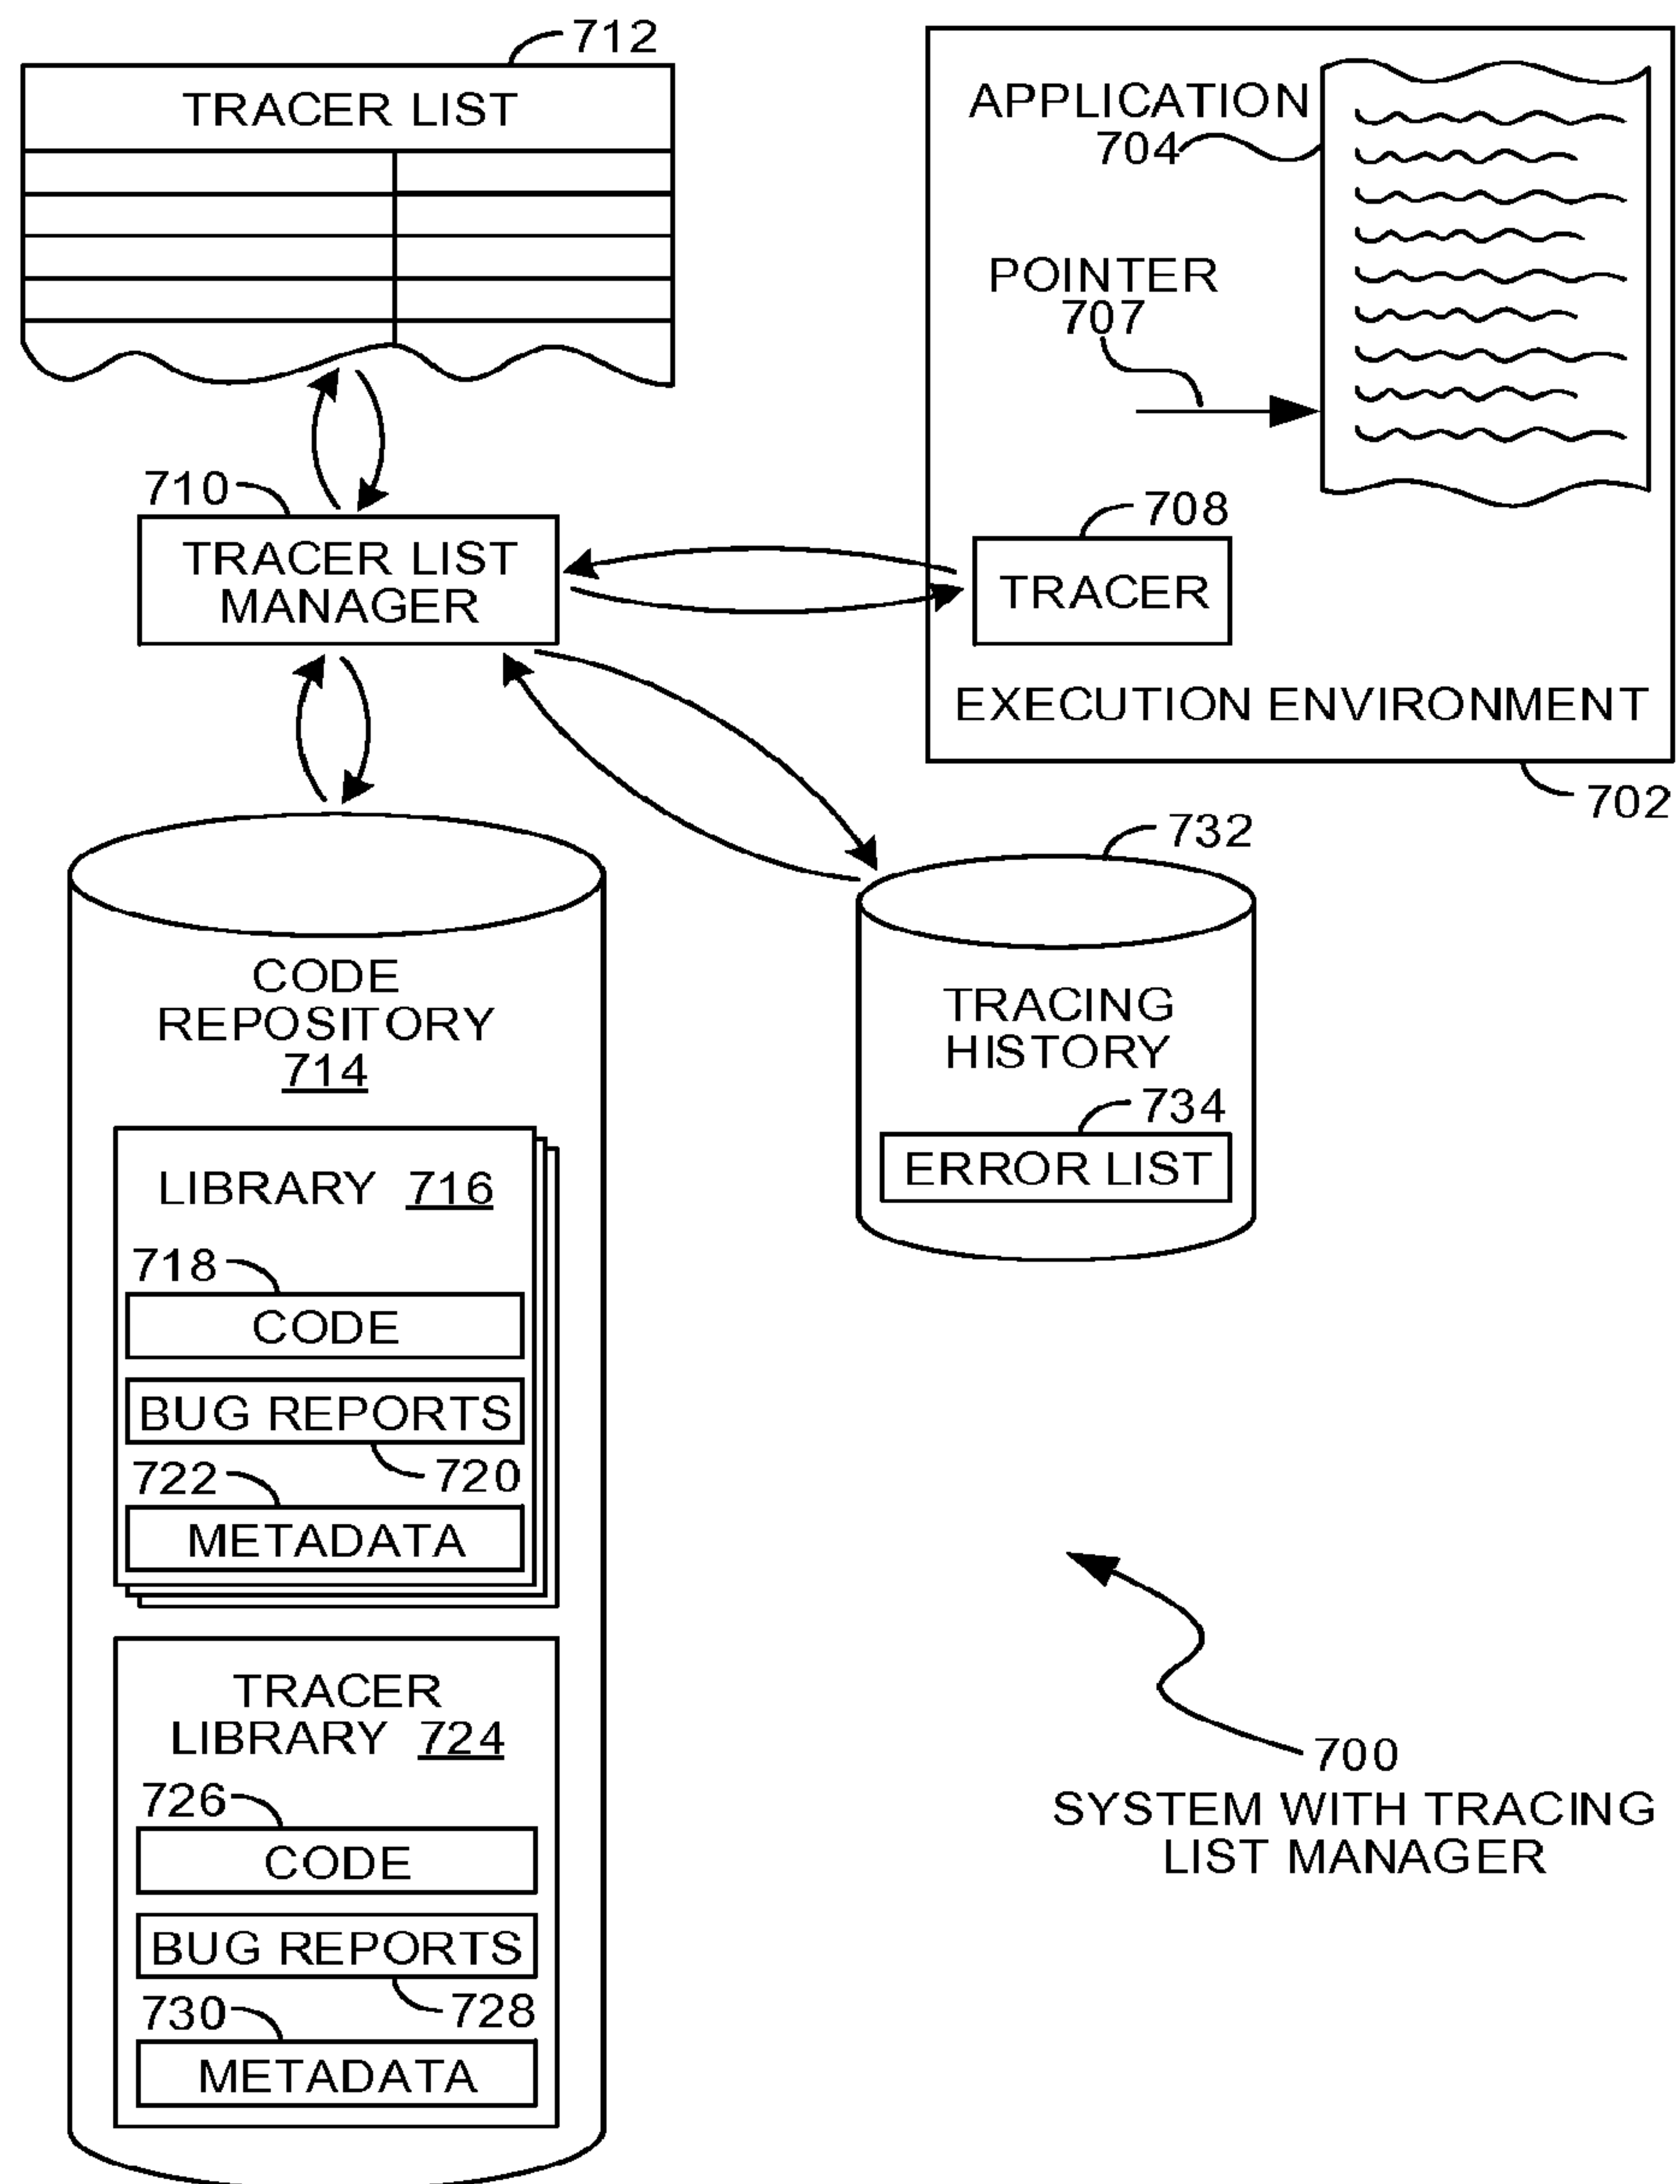 712
TRACER LIST
APPLICATION
704
POINTER
707
710
TRACER LIST
MANAGER
708
TRACER
EXECUTION ENVIRONMENT
702
732
CODE
REPOSITORY
714
TRACING
HISTORY
734
ERROR LIST
LIBRARY 716
718
CODE
BUG REPORTS
720
722
METADATA
TRACER
LIBRARY 724
726
CODE
BUG REPORTS
728
730
METADATA
700
SYSTEM WITH TRACING
LIST MANAGER